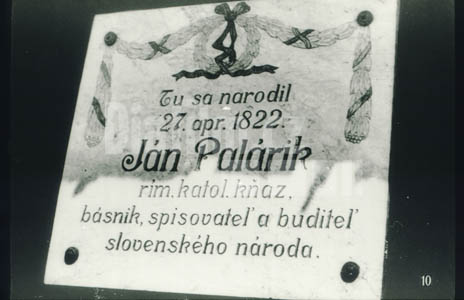 Tu sa narodil
27. apr. 1822.
Ján Palárik
rím. katol. kňaz,
básnik, spisovateľ a buditeľ
slovenského národa.
10